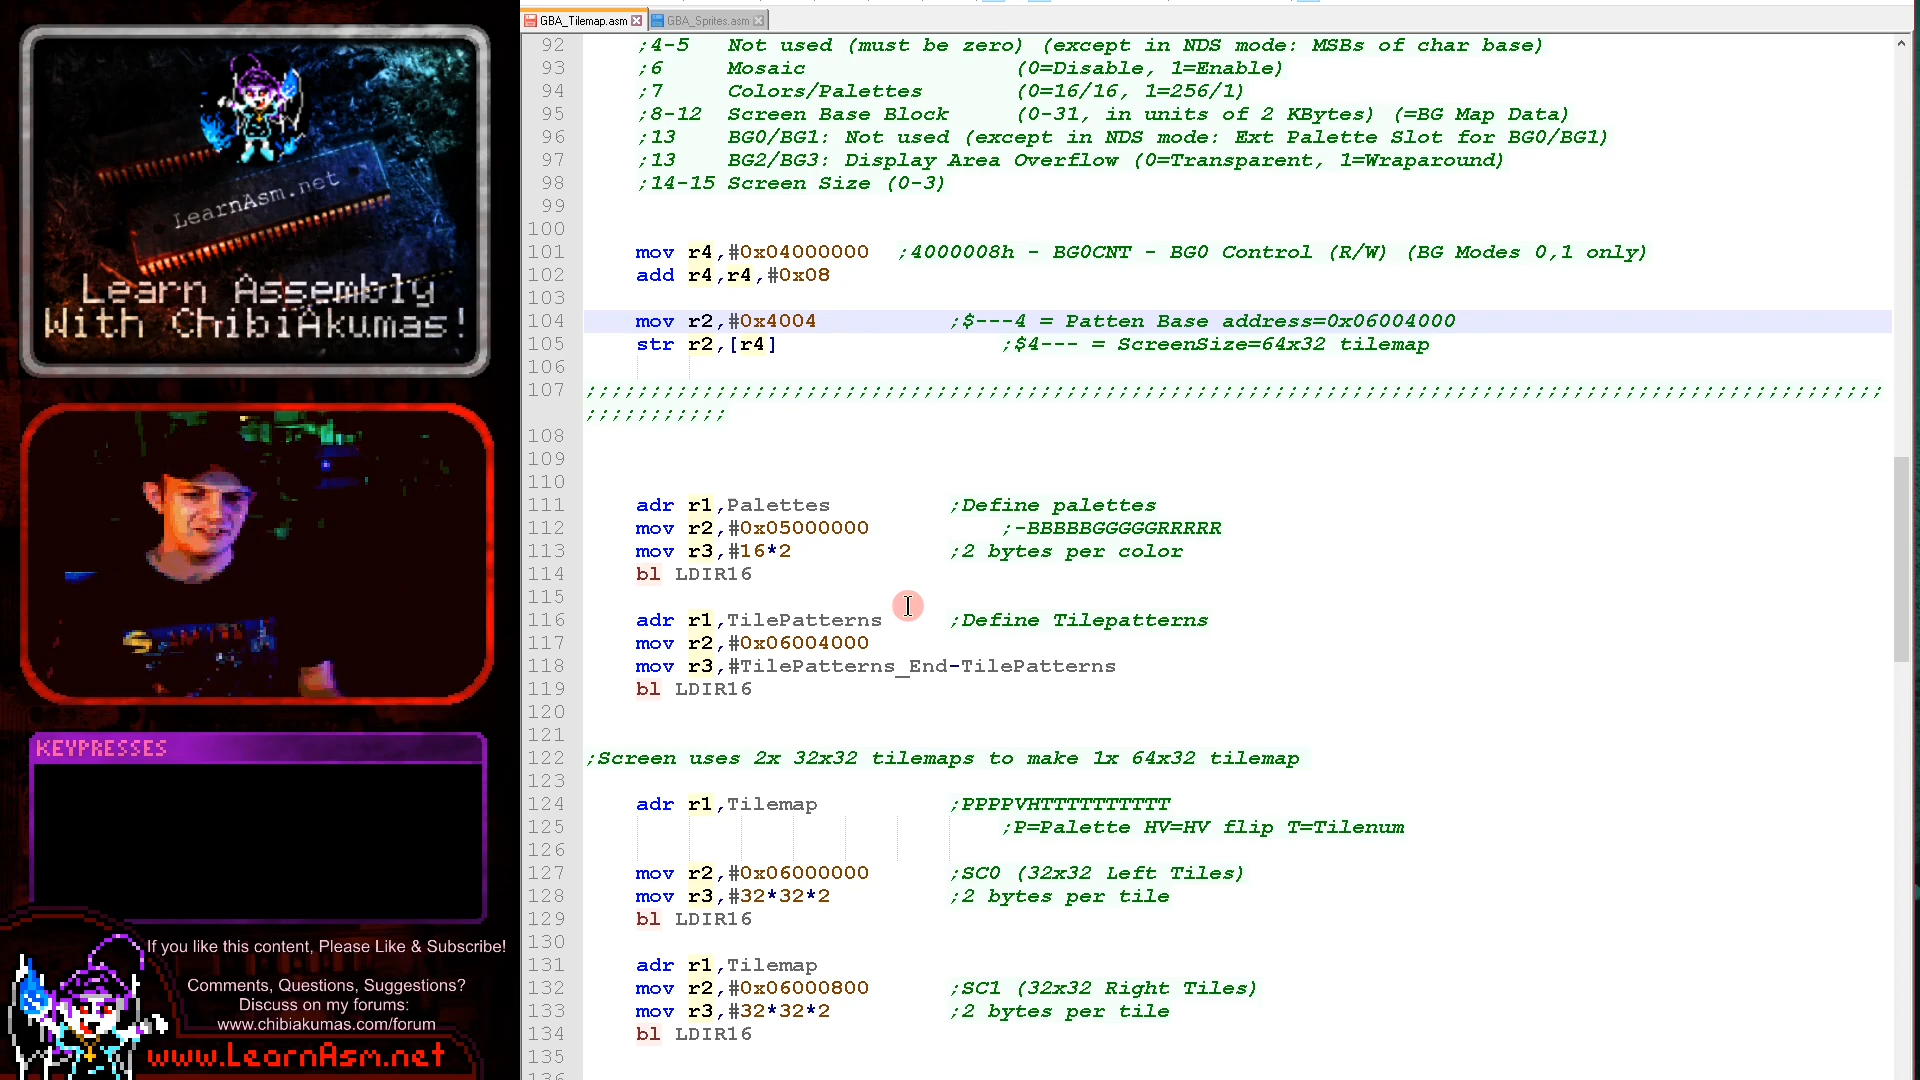 LearnAsm.net
Learn Assembly
With ChibiAkumas!
KEYPRESSES
If you like this content, Please Like & Subscribe!
Comments, Questions, Suggestions?
Discuss on my forums:
www.chibiakumas.com/forum
www.LearnAsm.net
GBA_Tilemap.asm GBA_Sprites.asm
92 ;4-5 Not used (must be zero) (except in NDS mode: MSBs of char base)
93 ;6 Mosaic (0=Disable, 1=Enable)
94 ;7 Colors/Palettes (0=16/16, 1=256/1)
95 ;8-12 Screen Base Block (0-31, in units of 2 KBytes) (=BG Map Data)
96 ;13 BG0/BG1: Not used (except in NDS mode: Ext Palette Slot for BG0/BG1)
97 ;13 BG2/BG3: Display Area Overflow (0=Transparent, 1=Wraparound)
98 ;14-15 Screen Size (0-3)
99
100
101 mov r4,#0x04000000 ;4000008h - BG0CNT - BG0 Control (R/W) (BG Modes 0,1 only)
102 add r4,r4,#0x08
103
104 mov r2,#0x4004 ;$---4 = Patten Base address=0x06004000
105 str r2,[r4] ;$4--- = ScreenSize=64x32 tilemap
106
107 ;;;;;;;;;;;;;;;;;;;;;;;;;;;;;;;;;;;;;;;;;;;;;;;;;;;;;;;;;;;;;;;;;;;;;;;;;;;;;;;;;;;;;;;;;;;;;;;;;;;;
;;;;;;;;;;;
108
109
110
111 adr r1,Palettes ;Define palettes
112 mov r2,#0x05000000 ;-BBBBBGGGGGRRRRR
113 mov r3,#16*2 ;2 bytes per color
114 bl LDIR16
115
116 adr r1,TilePatterns ;Define Tilepatterns
117 mov r2,#0x06004000
118 mov r3,#TilePatterns_End-TilePatterns
119 bl LDIR16
120
121
122 ;Screen uses 2x 32x32 tilemaps to make 1x 64x32 tilemap
123
124 adr r1,Tilemap ;PPPPVHTTTTTTTTTT
125 ;P=Palette HV=HV flip T=Tilenum
126
127 mov r2,#0x06000000 ;SC0 (32x32 Left Tiles)
128 mov r3,#32*32*2 ;2 bytes per tile
129 bl LDIR16
130
131 adr r1,Tilemap
132 mov r2,#0x06000800 ;SC1 (32x32 Right Tiles)
133 mov r3,#32*32*2 ;2 bytes per tile
134 bl LDIR16
135
136